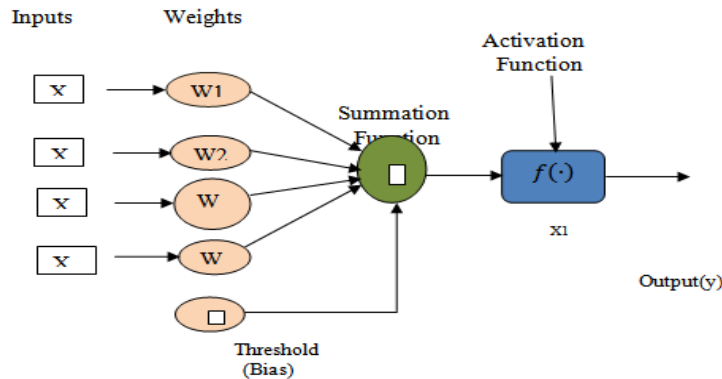 Inputs
Weights
Activation
Function
X
W1
Summation
Function
X
W2
f(·)
X
W
X
W
X1
Output(y)
Threshold
(Bias)